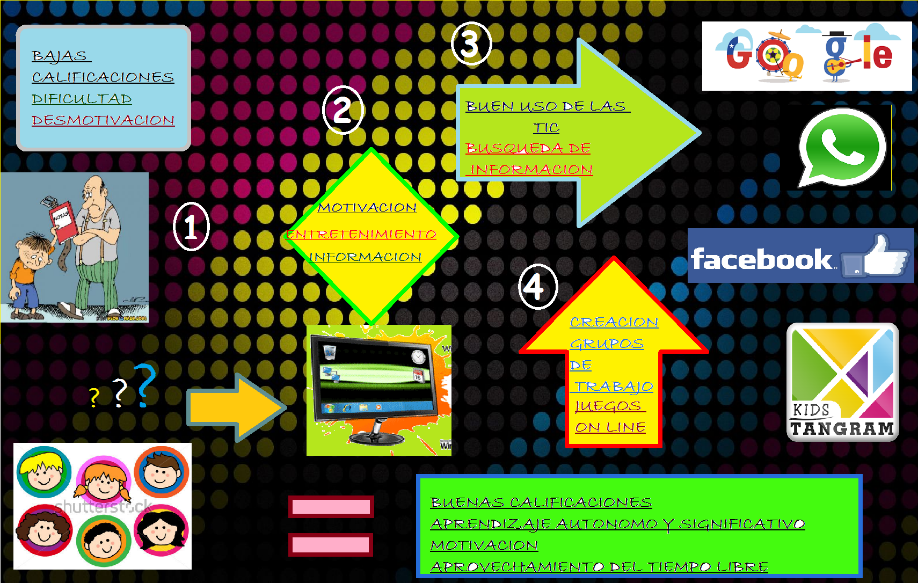 BAJAS
CALIFICACIONES
DIFICULTAD
DESMOTIVACION
1
2
MOTIVACION
ENTRETENIMIENTO
INFORMACION
3
BUEN USO DE LAS
TIC
BUSQUEDA DE
INFORMACION
Google
facebook
4
CREACION
GRUPOS
DE
TRABAJO
JUEGOS
ON LINE
KIDS
TANGRAM
? ? ?
shutterstock
BUENAS CALIFICACIONES
APRENDIZAJE AUTONOMO Y SIGNIFICATIVO
MOTIVACION
APROVECHAMIENTO DEL TIEMPO LIBRE